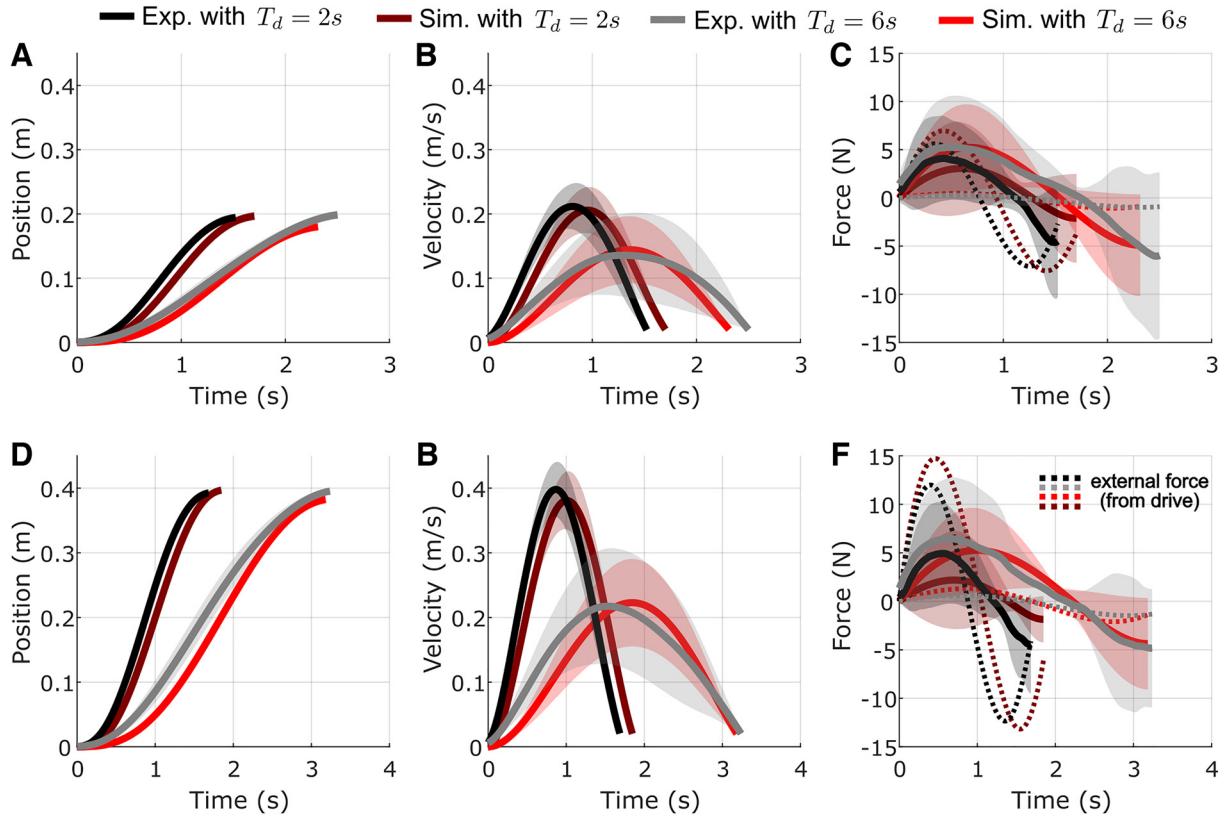 Exp. with T_d = 2s Sim. with T_d = 2s Exp. with T_d = 6s Sim. with T_d = 6s
A B C
Position (m)
0.4
0.3
0.2
0.1
0
0 1 2 3
Time (s)
Velocity (m/s)
0.4
0.3
0.2
0.1
0
0 1 2 3
Time (s)
Force (N)
15
10
5
0
-5
-10
-15
0 1 2 3
Time (s)
D B F
Position (m)
0.4
0.3
0.2
0.1
0
0 1 2 3 4
Time (s)
Velocity (m/s)
0.4
0.3
0.2
0.1
0
0 1 2 3 4
Time (s)
Force (N)
15
10
5
0
-5
-10
-15
0 1 2 3 4
Time (s)
external force
(from drive)